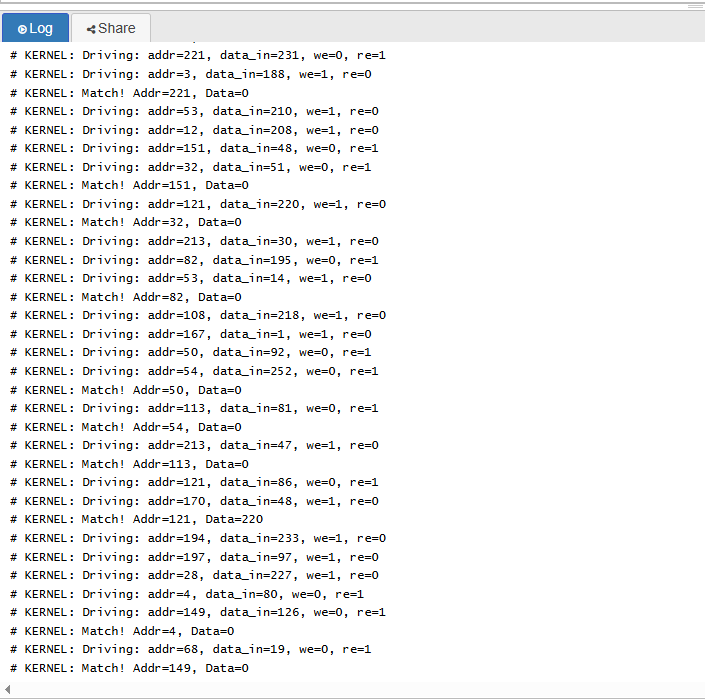 Log Share
# KERNEL: Driving: addr=221, data_in=231, we=0, re=1
# KERNEL: Driving: addr=3, data_in=188, we=1, re=0
# KERNEL: Match! Addr=221, Data=0
# KERNEL: Driving: addr=53, data_in=210, we=1, re=0
# KERNEL: Driving: addr=12, data_in=208, we=1, re=0
# KERNEL: Driving: addr=151, data_in=48, we=0, re=1
# KERNEL: Driving: addr=32, data_in=51, we=0, re=1
# KERNEL: Match! Addr=151, Data=0
# KERNEL: Driving: addr=121, data_in=220, we=1, re=0
# KERNEL: Match! Addr=32, Data=0
# KERNEL: Driving: addr=213, data_in=30, we=1, re=0
# KERNEL: Driving: addr=82, data_in=195, we=0, re=1
# KERNEL: Driving: addr=53, data_in=14, we=1, re=0
# KERNEL: Match! Addr=82, Data=0
# KERNEL: Driving: addr=108, data_in=218, we=1, re=0
# KERNEL: Driving: addr=167, data_in=1, we=1, re=0
# KERNEL: Driving: addr=50, data_in=92, we=0, re=1
# KERNEL: Driving: addr=54, data_in=252, we=0, re=1
# KERNEL: Match! Addr=50, Data=0
# KERNEL: Driving: addr=113, data_in=81, we=0, re=1
# KERNEL: Match! Addr=54, Data=0
# KERNEL: Driving: addr=213, data_in=47, we=1, re=0
# KERNEL: Match! Addr=113, Data=0
# KERNEL: Driving: addr=121, data_in=86, we=0, re=1
# KERNEL: Driving: addr=170, data_in=48, we=1, re=0
# KERNEL: Match! Addr=121, Data=220
# KERNEL: Driving: addr=194, data_in=233, we=1, re=0
# KERNEL: Driving: addr=197, data_in=97, we=1, re=0
# KERNEL: Driving: addr=28, data_in=227, we=1, re=0
# KERNEL: Driving: addr=4, data_in=80, we=0, re=1
# KERNEL: Driving: addr=149, data_in=126, we=0, re=1
# KERNEL: Match! Addr=4, Data=0
# KERNEL: Driving: addr=68, data_in=19, we=0, re=1
# KERNEL: Match! Addr=149, Data=0